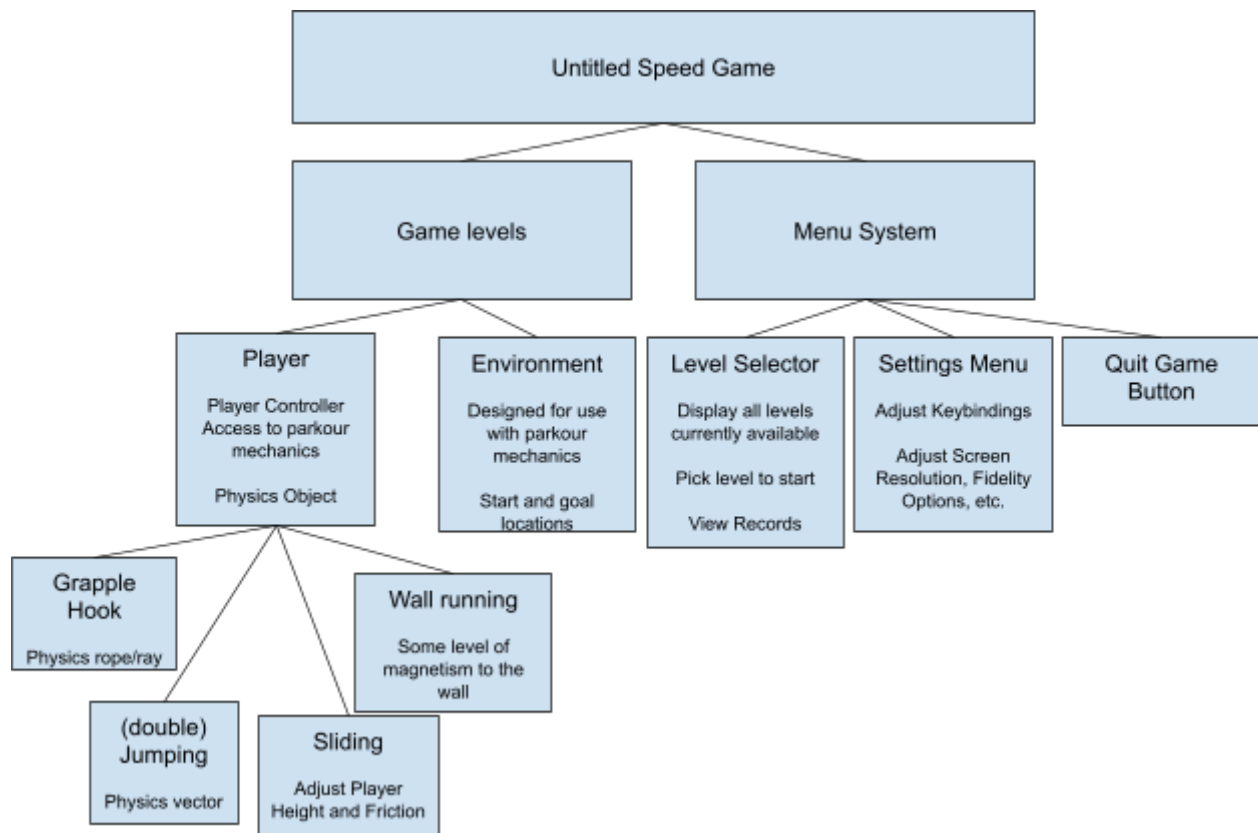 Untitled Speed Game
Game levels
Menu System
Player
Player Controller
Access to parkour
mechanics
Physics Object
Environment
Designed for use
with parkour
mechanics
Start and goal
locations
Level Selector
Display all levels
currently available
Pick level to start
View Records
Settings Menu
Adjust Keybindings
Adjust Screen
Resolution, Fidelity
Options, etc.
Quit Game
Button
Grapple
Hook
Physics rope/ray
Wall running
Some level of
magnetism to the
wall
(double)
Jumping
Physics vector
Sliding
Adjust Player
Height and Friction